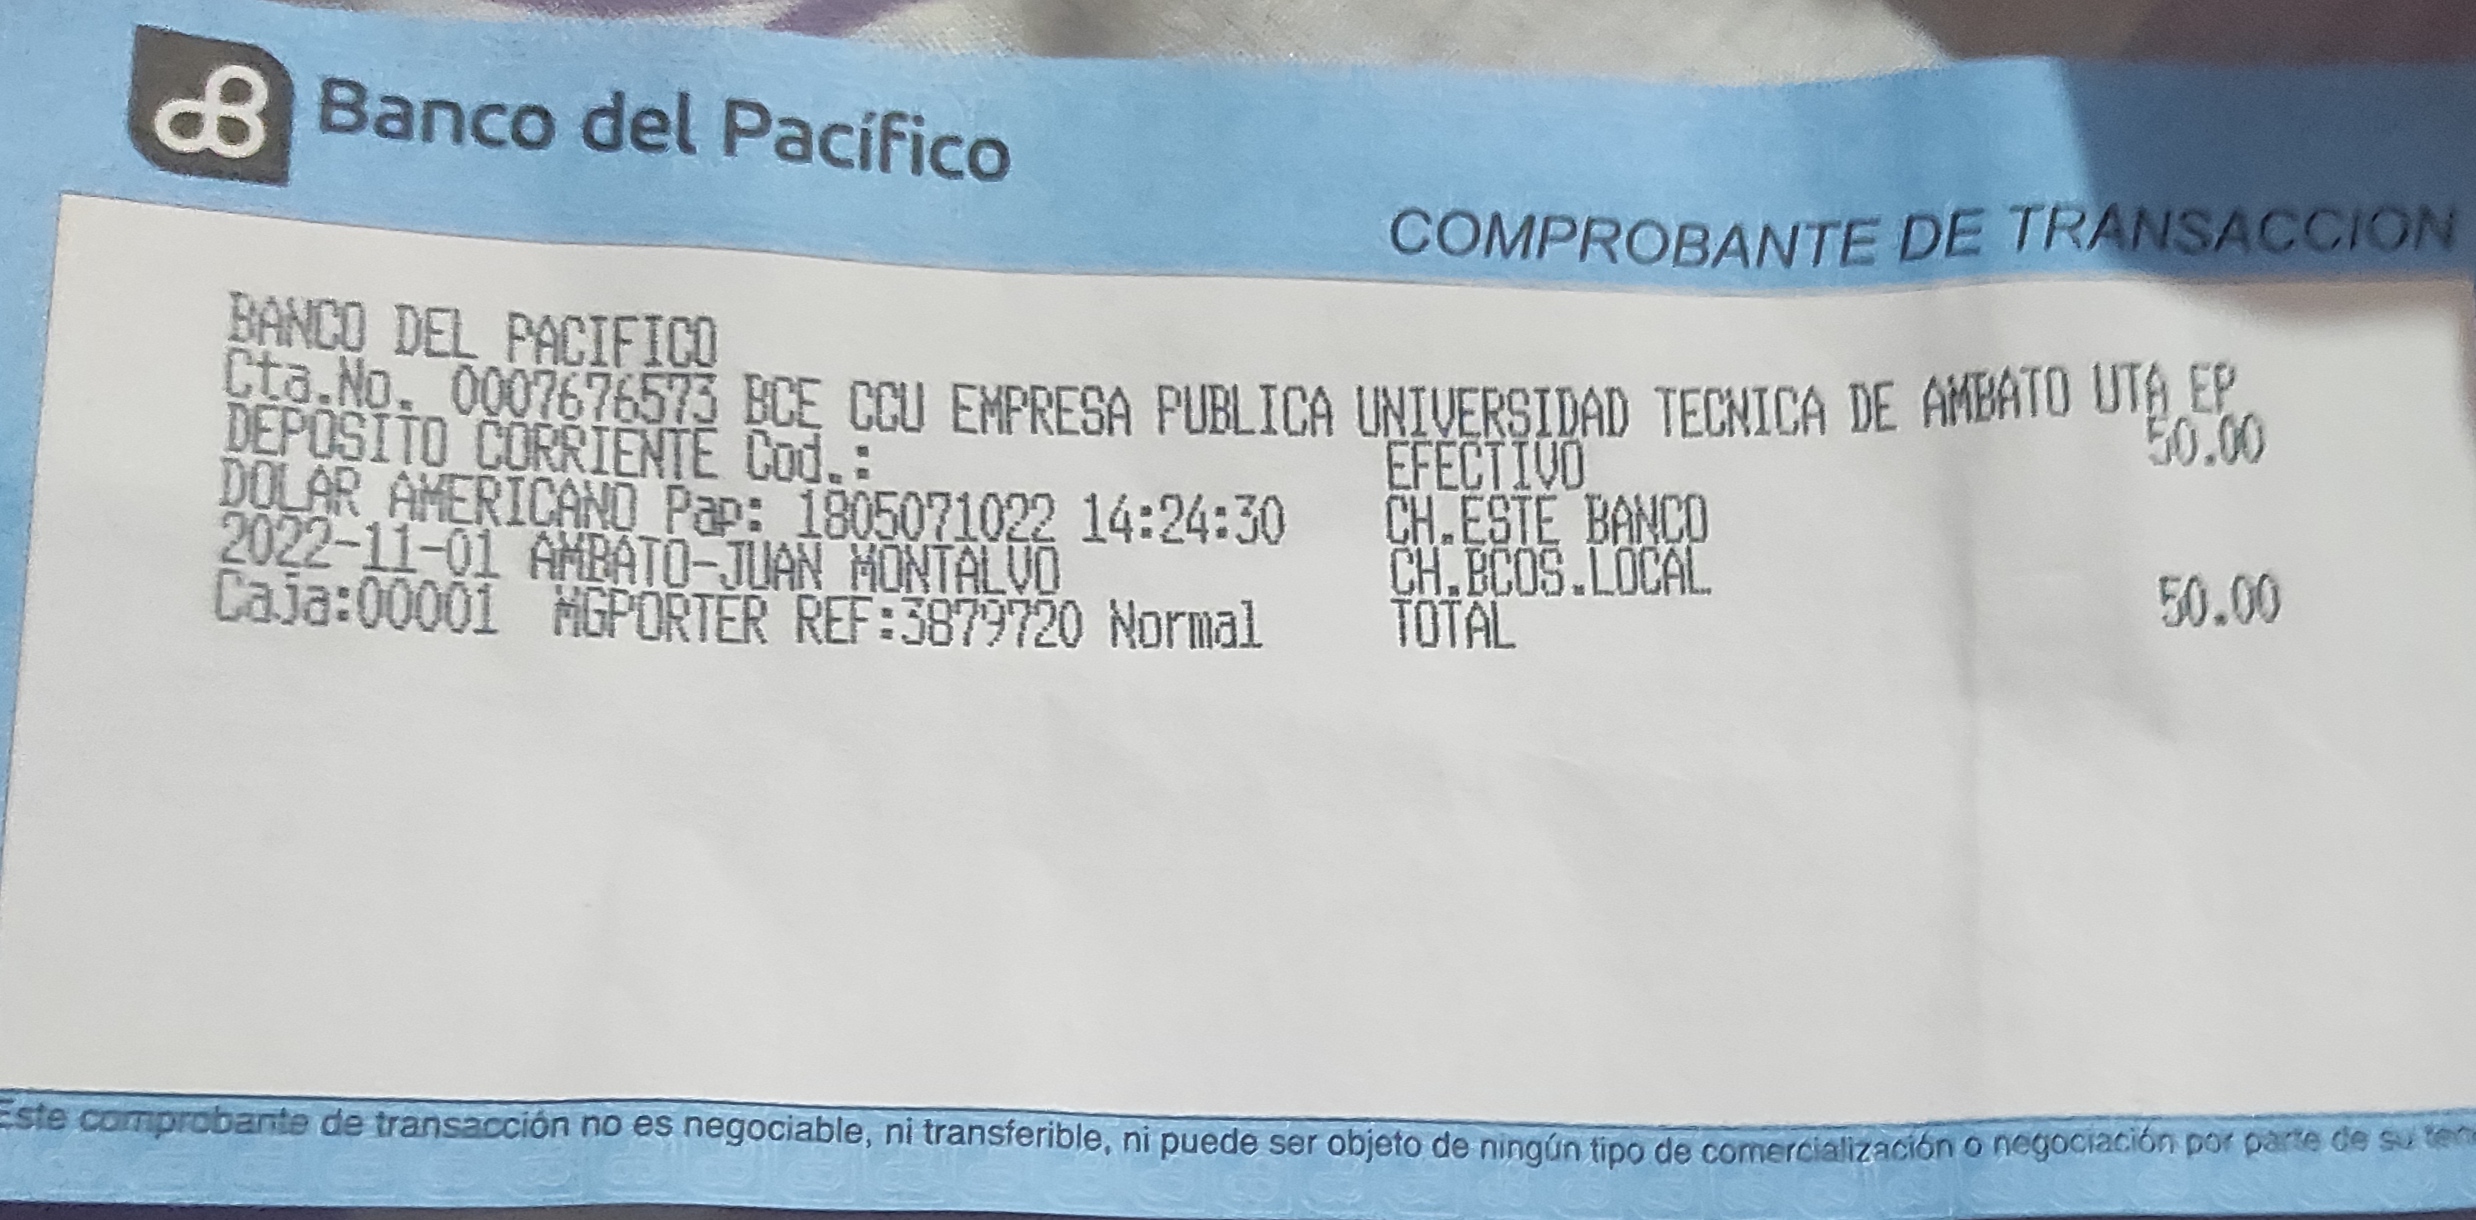 Banco del Pacífico
COMPROBANTE DE TRANSACCION
BANCO DEL PACIFICO
Cta.No. 0007676573 BCE CCU EMPRESA PUBLICA UNIVERSIDAD TECNICA DE AMBATO UTA EP
DEPOSITO CORRIENTE Cod.: EFECTIVO 50.00
DOLAR AMERICANO Pap: 1805071022 14:24:30 CH.ESTE BANCO
2022-11-01 AMBATO-JUAN MONTALVO CH.BCOS.LOCAL
Caja:00001 MGPORTER REF:3879720 Normal TOTAL 50.00
Este comprobante de transacción no es negociable, ni transferible, ni puede ser objeto de ningún tipo de comercialización o negociación por parte de su